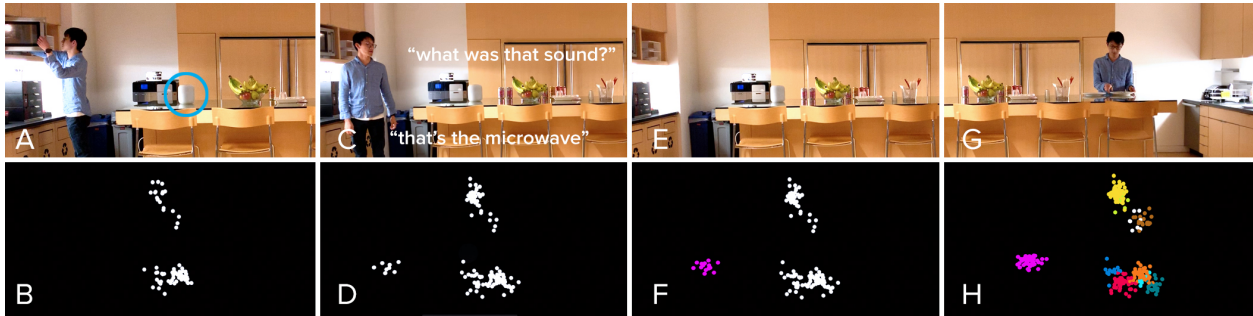 A
"what was that sound?"
C
"that's the microwave"
E
G
B
D
F
H